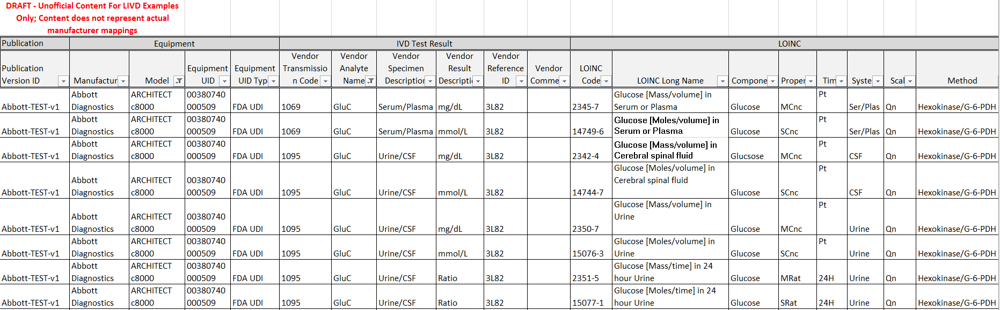 DRAFT - Unofficial Content For LIVD Examples
Only; Content does not represent actual
manufacturer mappings
Publication Equipment IVD Test Result LOINC
Publication Version ID Manufactur Model Equipment UID Equipment UID Typ Vendor Transmissio n Code Vendor Analyte Name Vendor Specimen Description Vendor Result Descripti Vendor Reference ID Vendor Comme LOINC Code LOINC Long Name Compone Proper Tim Syste Scal Method
Abbott-TEST-v1 Abbott Diagnostics ARCHITECT c8000 00380740 000509 FDA UDI 1069 GluC Serum/Plasma mg/dL 3L82 2345-7 Glucose [Mass/volume] in Serum or Plasma Glucose MCnc Pt Ser/Plas Qn Hexokinase/G-6-PDH
Abbott-TEST-v1 Abbott Diagnostics ARCHITECT c8000 00380740 000509 FDA UDI 1069 GluC Serum/Plasma mmol/L 3L82 14749-6 Glucose [Moles/volume] in Serum or Plasma Glucose SCnc Pt Ser/Plas Qn Hexokinase/G-6-PDH
Abbott-TEST-v1 Abbott Diagnostics ARCHITECT c8000 00380740 000509 FDA UDI 1095 GluC Urine/CSF mg/dL 3L82 2342-4 Glucose [Mass/volume] in Cerebral spinal fluid Glucsose MCnc Pt CSF Qn Hexokinase/G-6-PDH
Abbott-TEST-v1 Abbott Diagnostics ARCHITECT c8000 00380740 000509 FDA UDI 1095 GluC Urine/CSF mmol/L 3L82 14744-7 Glucose [Moles/volume] in Cerebral spinal fluid Glucose SCnc Pt CSF Qn Hexokinase/G-6-PDH
Abbott-TEST-v1 Abbott Diagnostics ARCHITECT c8000 00380740 000509 FDA UDI 1095 GluC Urine/CSF mg/dL 3L82 2350-7 Glucose [Mass/volume] in Urine Glucose MCnc Pt Urine Qn Hexokinase/G-6-PDH
Abbott-TEST-v1 Abbott Diagnostics ARCHITECT c8000 00380740 000509 FDA UDI 1095 GluC Urine/CSF mmol/L 3L82 15076-3 Glucose [Moles/volume] in Urine Glucose SCnc Pt Urine Qn Hexokinase/G-6-PDH
Abbott-TEST-v1 Abbott Diagnostics ARCHITECT c8000 00380740 000509 FDA UDI 1095 GluC Urine/CSF Ratio 3L82 2351-5 Glucose [Mass/time] in 24 hour Urine Glucose MRat 24H Urine Qn Hexokinase/G-6-PDH
Abbott-TEST-v1 Abbott Diagnostics ARCHITECT c8000 00380740 000509 FDA UDI 1095 GluC Urine/CSF Ratio 3L82 15077-1 Glucose [Moles/time] in 24 hour Urine Glucose SRat 24H Urine Qn Hexokinase/G-6-PDH